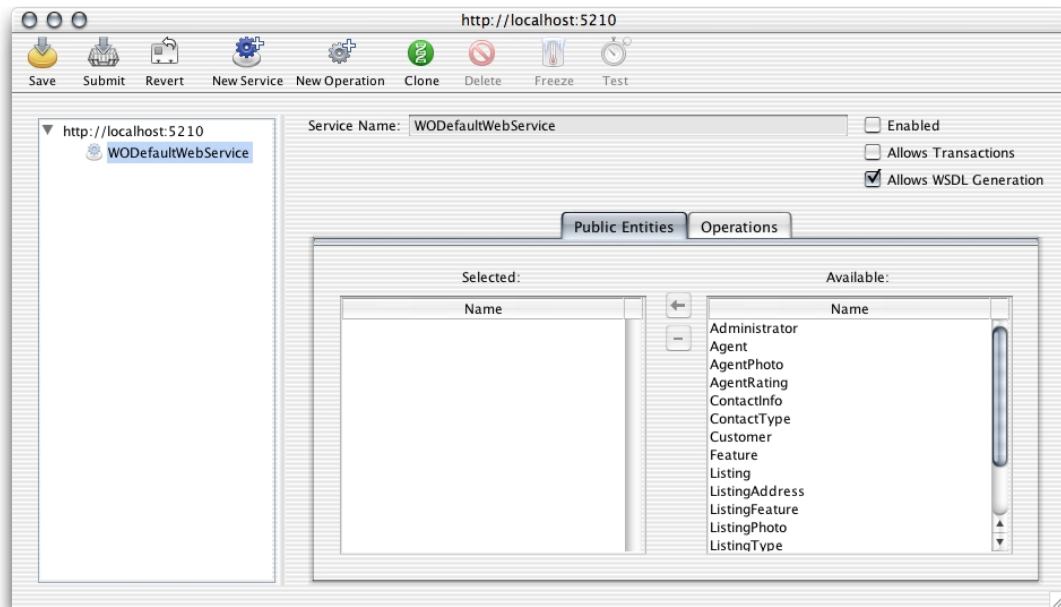 http://localhost:5210
Save Submit Revert New Service New Operation Clone Delete Freeze Test
http://localhost:5210
WODefaultWebService
Service Name: WODefaultWebService
Enabled
Allows Transactions
Allows WSDL Generation
Public Entities Operations
Selected:
Name
Available:
Name
Administrator
Agent
AgentPhoto
AgentRating
ContactInfo
ContactType
Customer
Feature
Listing
ListingAddress
ListingFeature
ListingPhoto
ListingType